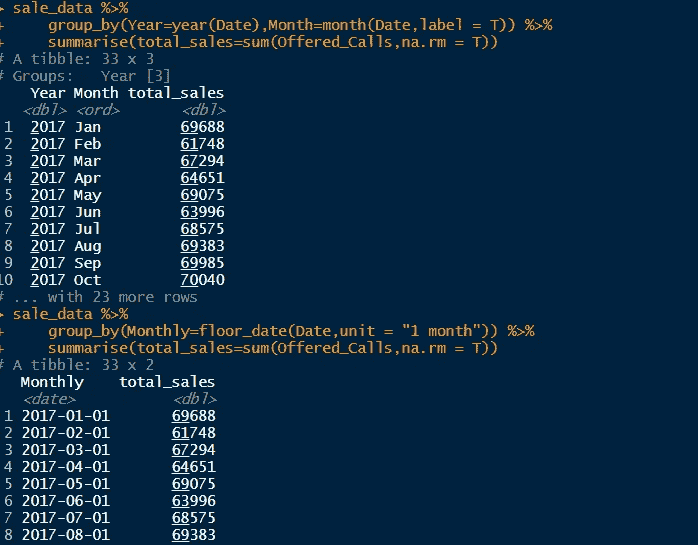 > sale_data %>%
+     group_by(Year=year(Date),Month=month(Date,label = T)) %>%
+     summarise(total_sales=sum(Offered_Calls,na.rm = T))
# A tibble: 33 x 3
# Groups:   Year [3]
    Year Month total_sales
   <dbl> <ord>       <dbl>
 1  2017 Jan         69688
 2  2017 Feb         61748
 3  2017 Mar         67294
 4  2017 Apr         64651
 5  2017 May         69075
 6  2017 Jun         63996
 7  2017 Jul         68575
 8  2017 Aug         69383
 9  2017 Sep         69985
10  2017 Oct         70040
# ... with 23 more rows
> sale_data %>%
+     group_by(Monthly=floor_date(Date,unit = "1 month")) %>%
+     summarise(total_sales=sum(Offered_Calls,na.rm = T))
# A tibble: 33 x 2
   Monthly    total_sales
   <date>           <dbl>
 1 2017-01-01       69688
 2 2017-02-01       61748
 3 2017-03-01       67294
 4 2017-04-01       64651
 5 2017-05-01       69075
 6 2017-06-01       63996
 7 2017-07-01       68575
 8 2017-08-01       69383